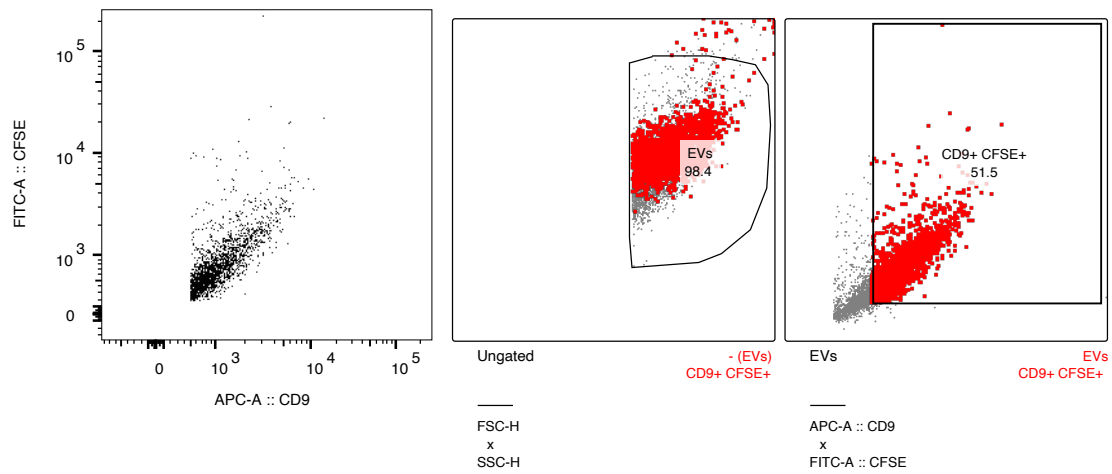 FITC-A :: CFSE
10^5
10^4
10^3
0
0
10^3
10^4
10^5
APC-A :: CD9
EVs
98.4
Ungated
- (EVs)
CD9+ CFSE+
FSC-H
x
SSC-H
CD9+ CFSE+
51.5
EVs
EVs
CD9+ CFSE+
APC-A :: CD9
x
FITC-A :: CFSE